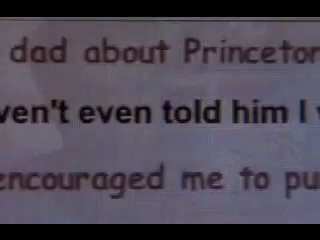 dad about Princeton
ven't even told him I
encouraged me to pu